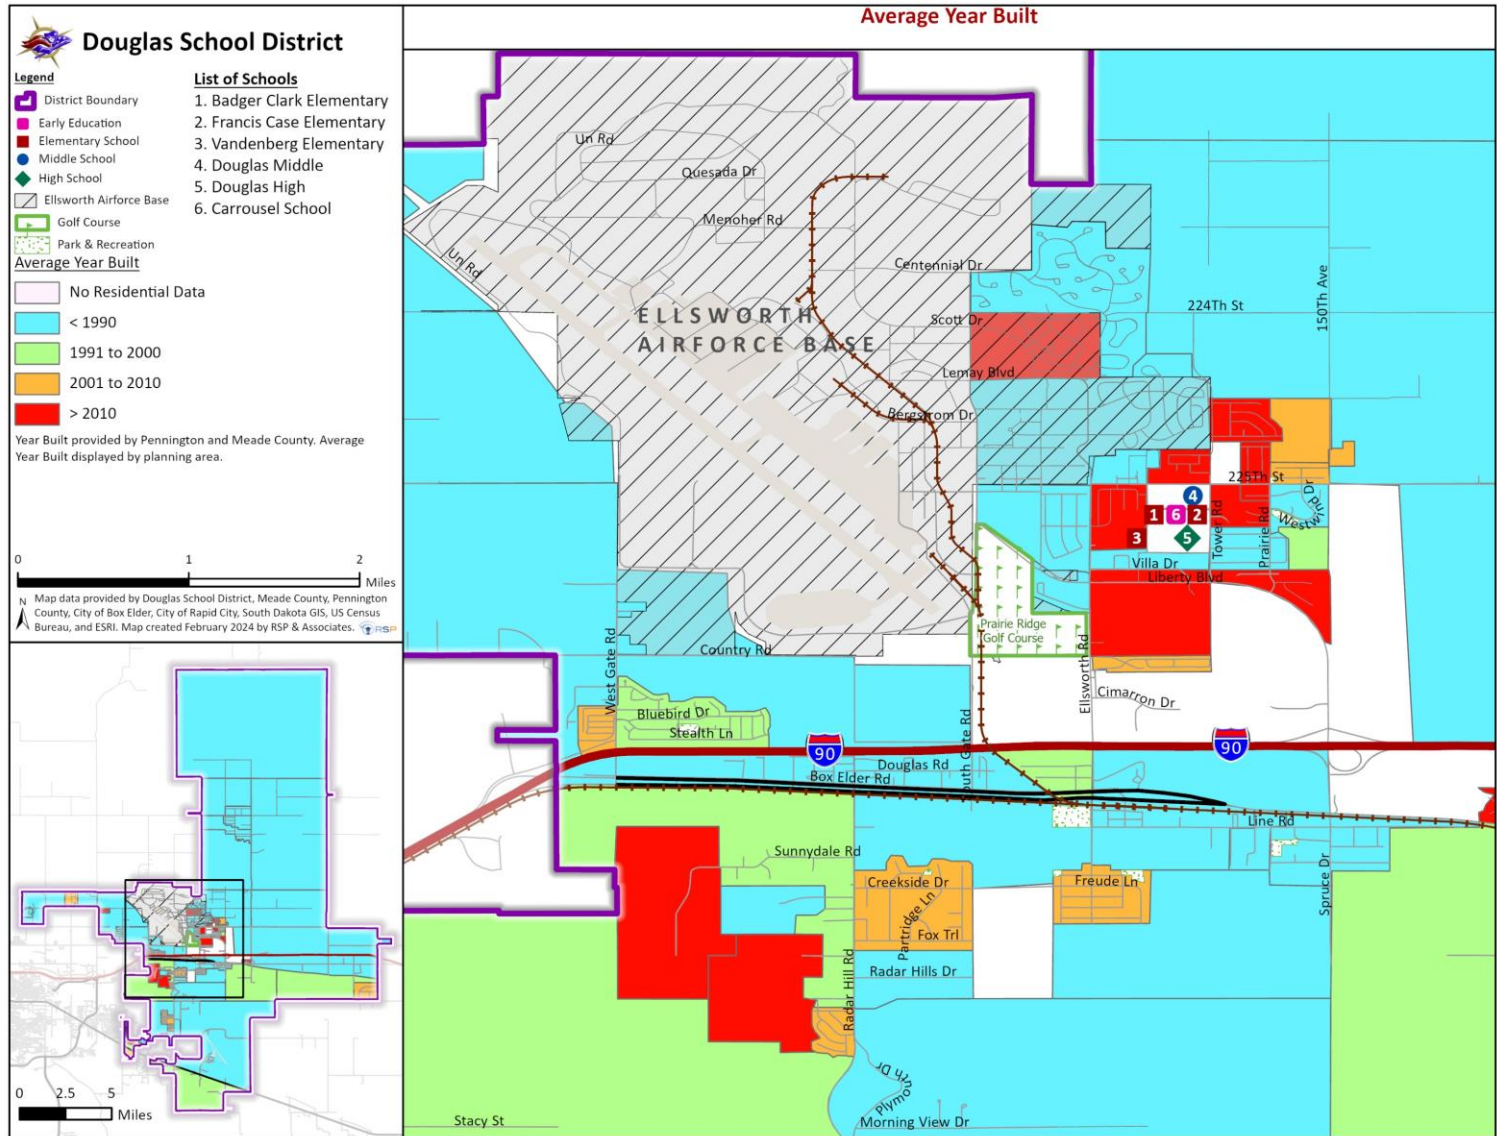 Average Year Built
Douglas School District
Legend
District Boundary
Early Education
Elementary School
Middle School
High School
Ellsworth Airforce Base
Golf Course
Park & Recreation
List of Schools
1. Badger Clark Elementary
2. Francis Case Elementary
3. Vandenberg Elementary
4. Douglas Middle
5. Douglas High
6. Carrousel School
Average Year Built
No Residential Data
< 1990
1991 to 2000
2001 to 2010
> 2010
Year Built provided by Pennington and Meade County. Average
Year Built displayed by planning area.
0 1 2
Miles
N
Map data provided by Douglas School District, Meade County, Pennington
County, City of Box Elder, City of Rapid City, South Dakota GIS, US Census
Bureau, and ESRI. Map created February 2024 by RSP & Associates.
RSP
0 2.5 5
Miles
Un Rd
Quesada Dr
Menoher Rd
Un Rd
Centennial Dr
ELLSWORTH
AIRFORCE BASE
Scott Dr
224Th St
150Th Ave
Lemay Blvd
Bergstrom Dr
225Th St
4
1 6 2
3 5
Tower Rd
Prairie Rd
Westwind Dr
Villa Dr
Liberty Blvd
Prairie Ridge
Golf Course
Country Rd
West Gate Rd
Ellsworth Rd
Cimarron Dr
Bluebird Dr
Stealth Ln
South Gate Rd
90
90
Douglas Rd
Box Elder Rd
Line Rd
Sunnydale Rd
Creekside Dr
Freude Ln
Spruce Dr
Partridge Ln
Fox Trl
Radar Hill Rd
Radar Hills Dr
Plymouth Dr
Stacy St
Morning View Dr